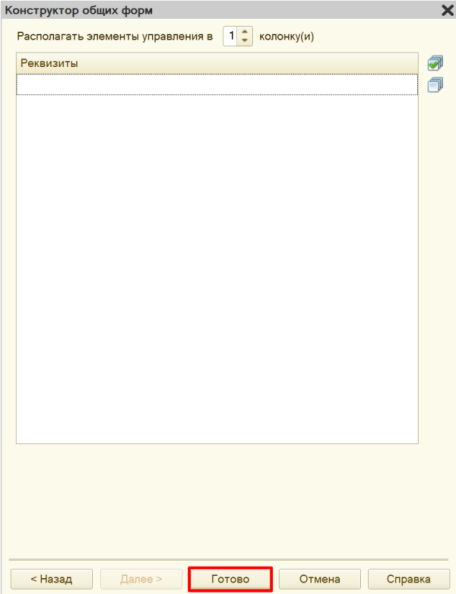 Конструктор общих форм
Располагать элементы управления в 1 колонку(и)
Реквизиты
< Назад Далее > Готово Отмена Справка